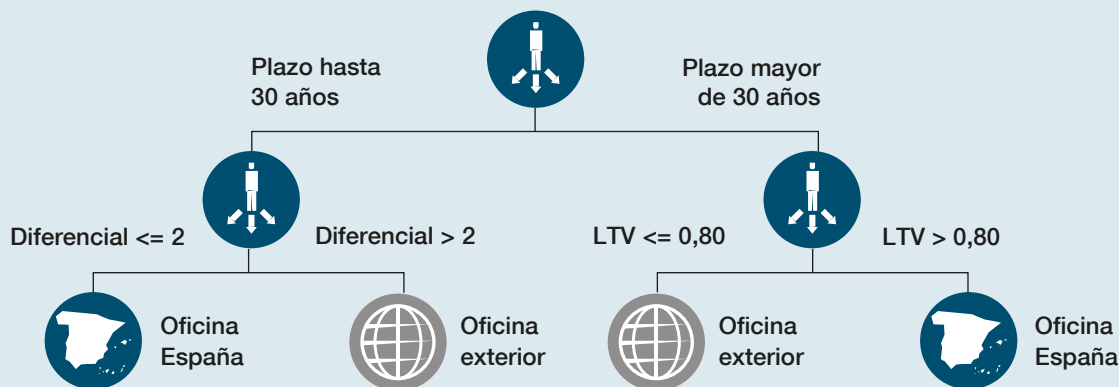 Plazo hasta
30 años
Plazo mayor
de 30 años
Diferencial <= 2
Diferencial > 2
LTV <= 0,80
LTV > 0,80
Oficina
España
Oficina
exterior
Oficina
exterior
Oficina
España